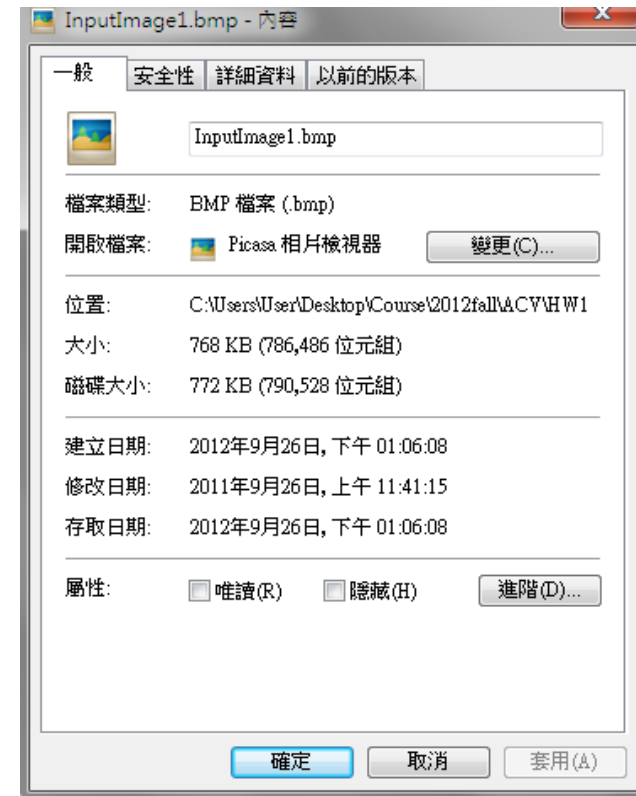 InputImage1.bmp - 內容
一般 安全性 詳細資料 以前的版本
InputImage1.bmp
檔案類型: BMP 檔案 (.bmp)
開啟檔案: Picasa 相片檢視器 變更(C)...
位置: C:\Users\User\Desktop\Course\2012fall\ACV\HW1
大小: 768 KB (786,486 位元組)
磁碟大小: 772 KB (790,528 位元組)
建立日期: 2012年9月26日, 下午 01:06:08
修改日期: 2011年9月26日, 上午 11:41:15
存取日期: 2012年9月26日, 下午 01:06:08
屬性: 唯讀(R) 隱藏(H) 進階(D)...
確定 取消 套用(A)